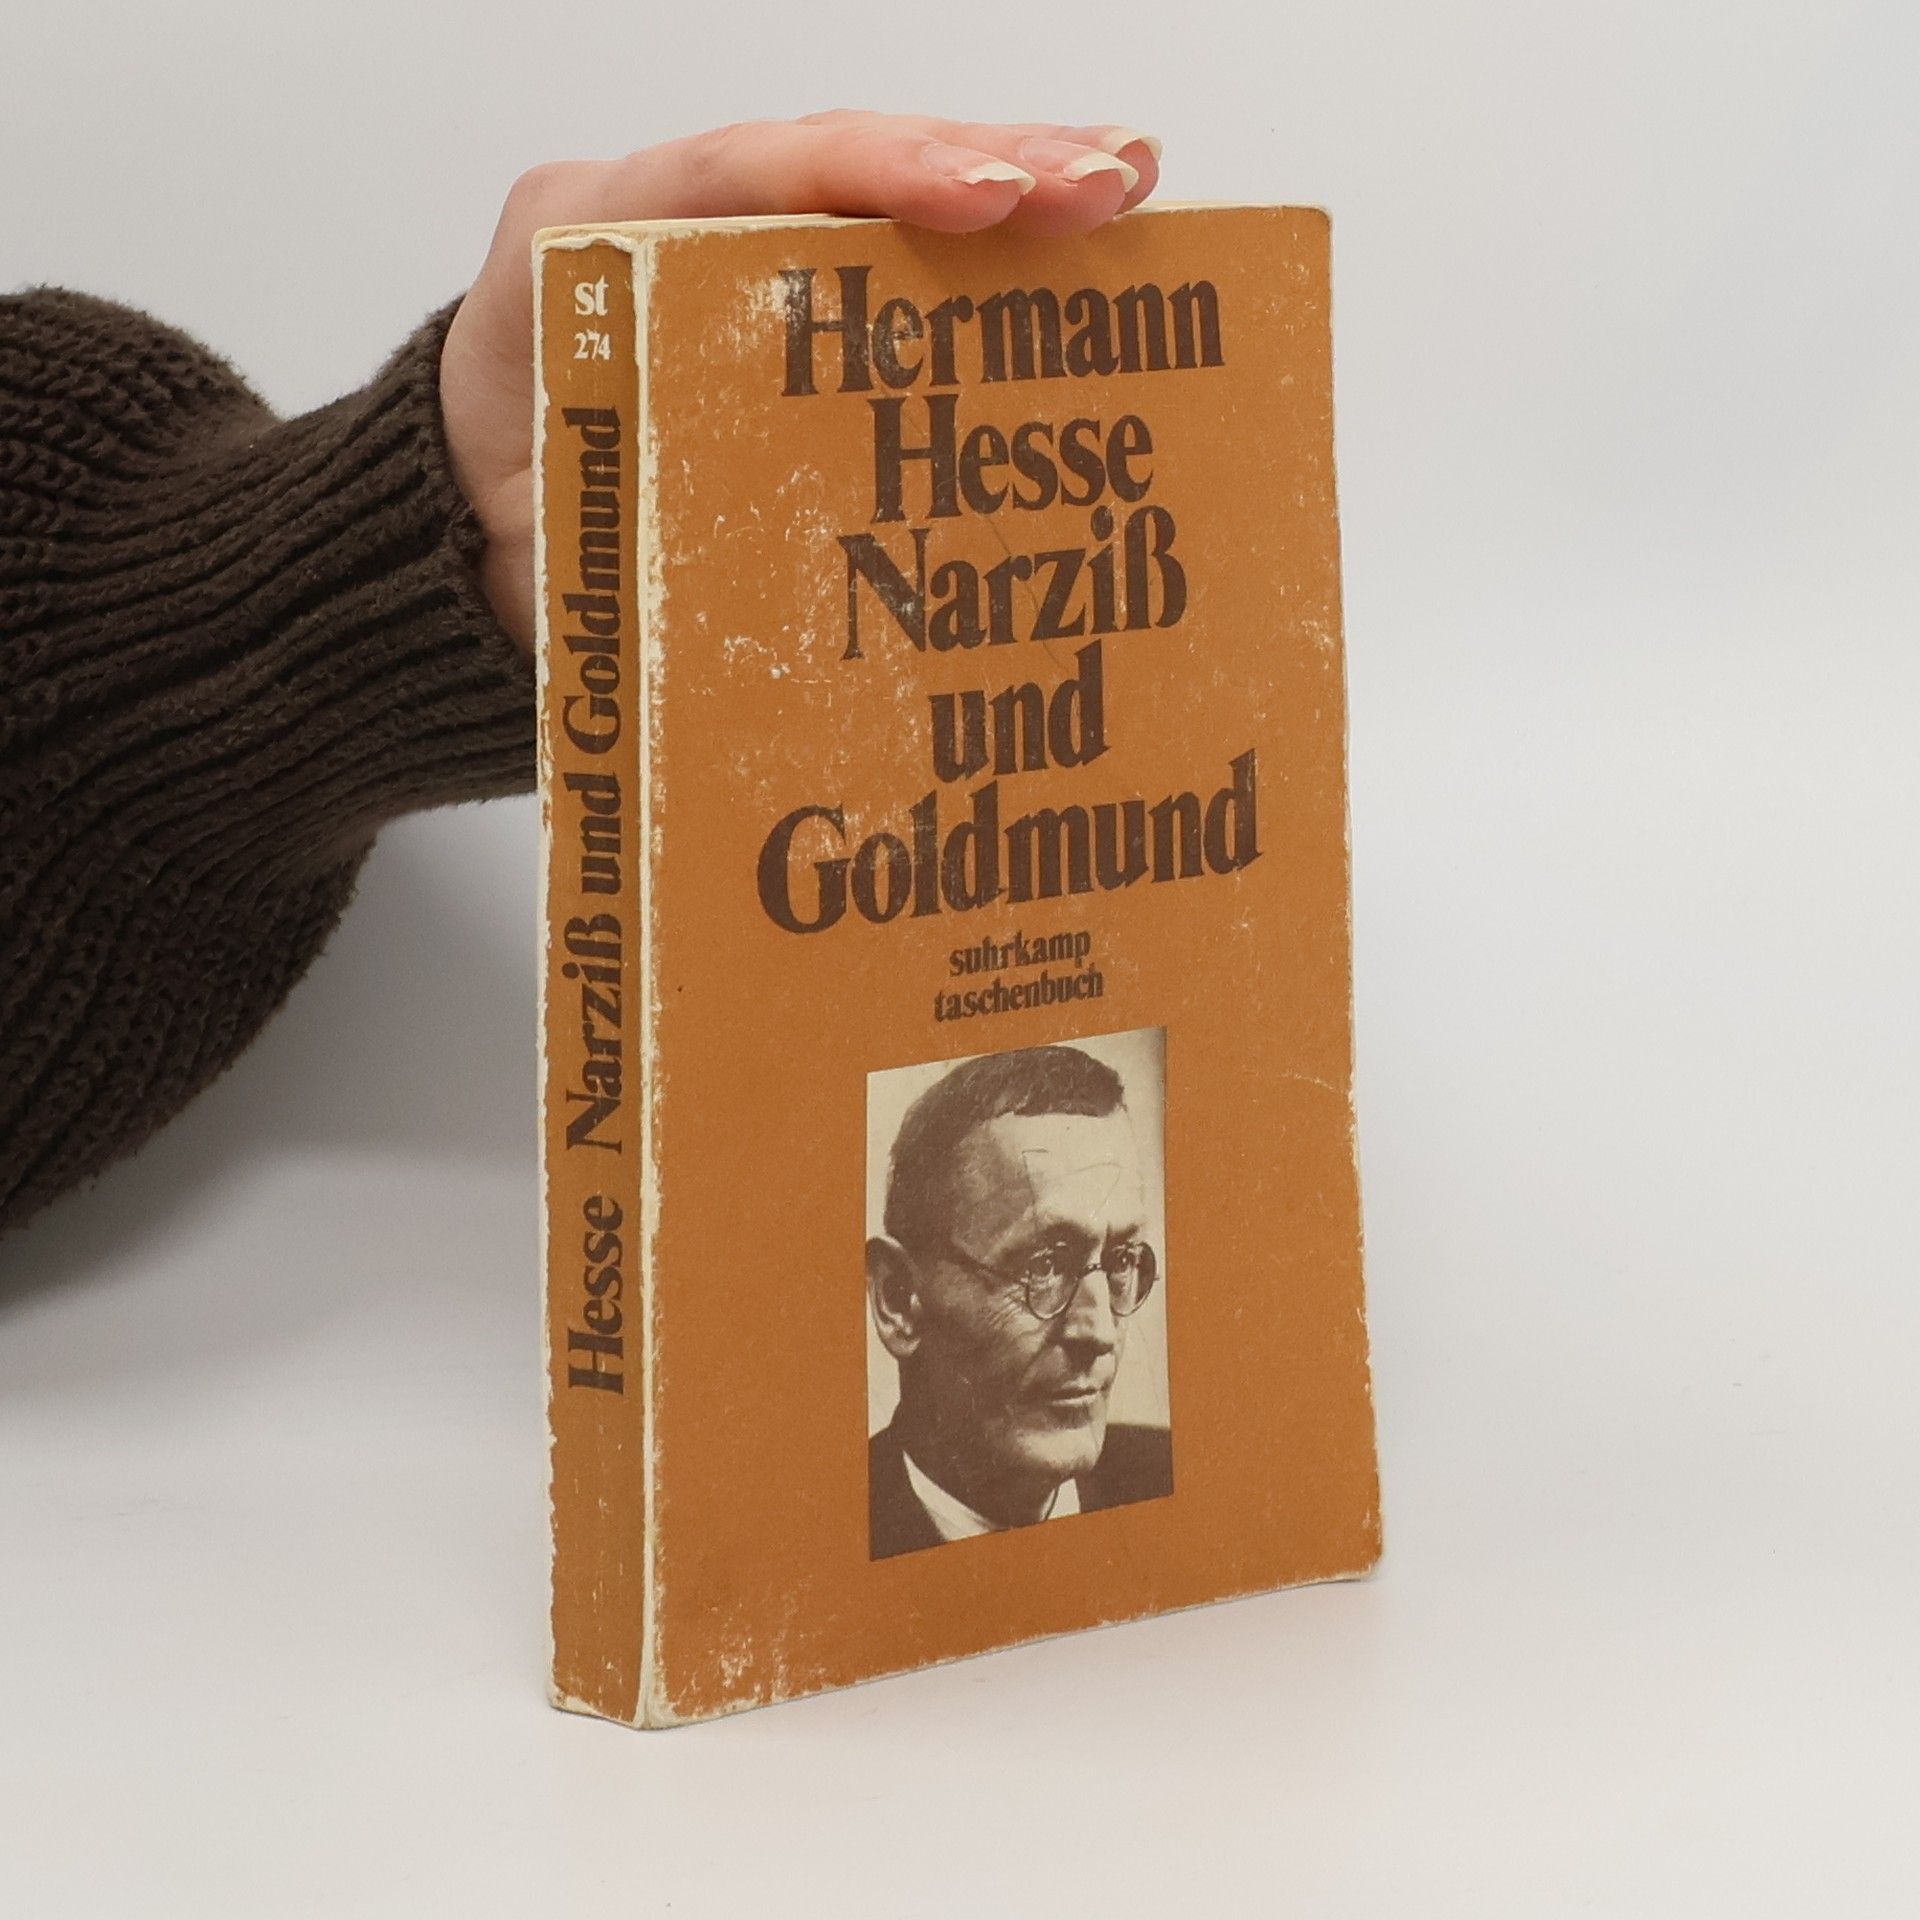 st
274
Hesse Narziß und Goldmund
Hermann
Hesse
Narziß
und
Goldmund
suhrkamp
taschenbuch